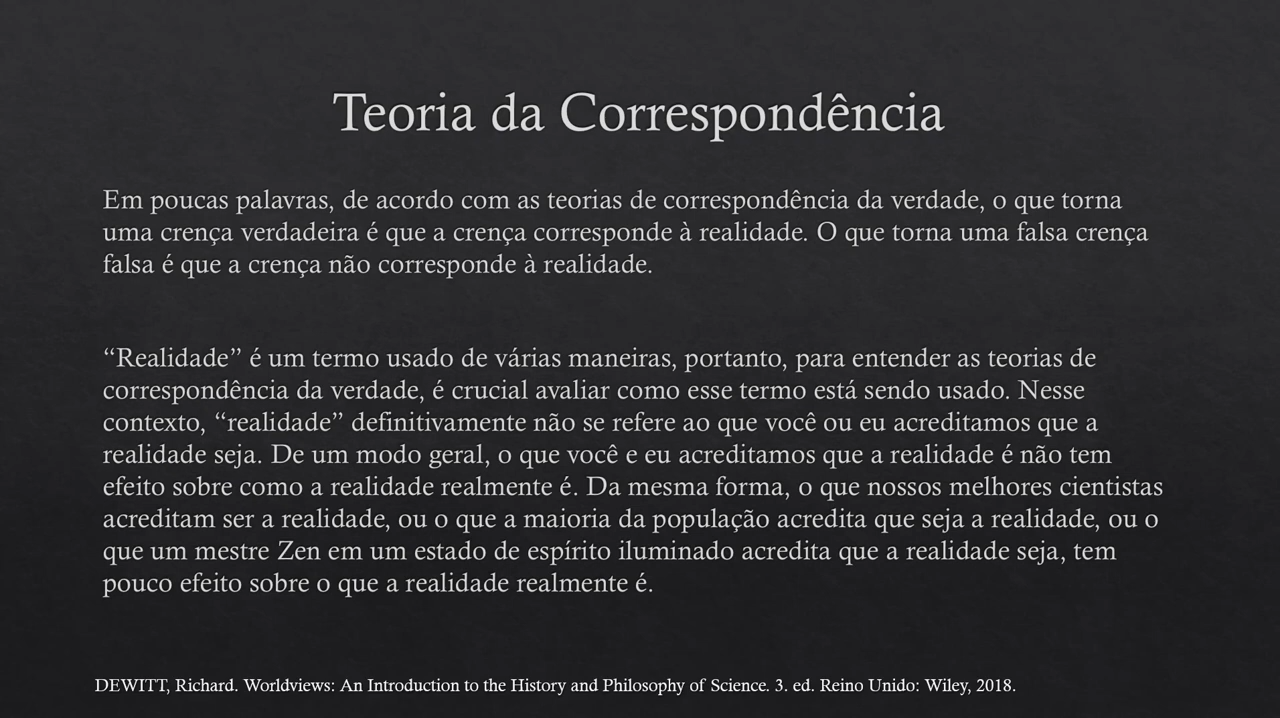 Teoria da Correspondência
Em poucas palavras, de acordo com as teorias de correspondência da verdade, o que torna
uma crença verdadeira é que a crença corresponde à realidade. O que torna uma falsa crença
falsa é que a crença não corresponde à realidade.
“Realidade” é um termo usado de várias maneiras, portanto, para entender as teorias de
correspondência da verdade, é crucial avaliar como esse termo está sendo usado. Nesse
contexto, “realidade” definitivamente não se refere ao que você ou eu acreditamos que a
realidade seja. De um modo geral, o que você e eu acreditamos que a realidade é não tem
efeito sobre como a realidade realmente é. Da mesma forma, o que nossos melhores cientistas
acreditam ser a realidade, ou o que a maioria da população acredita que seja a realidade, ou o
que um mestre Zen em um estado de espírito iluminado acredita que a realidade seja, tem
pouco efeito sobre o que a realidade realmente é.
DEWITT, Richard. Worldviews: An Introduction to the History and Philosophy of Science. 3. ed. Reino Unido: Wiley, 2018.